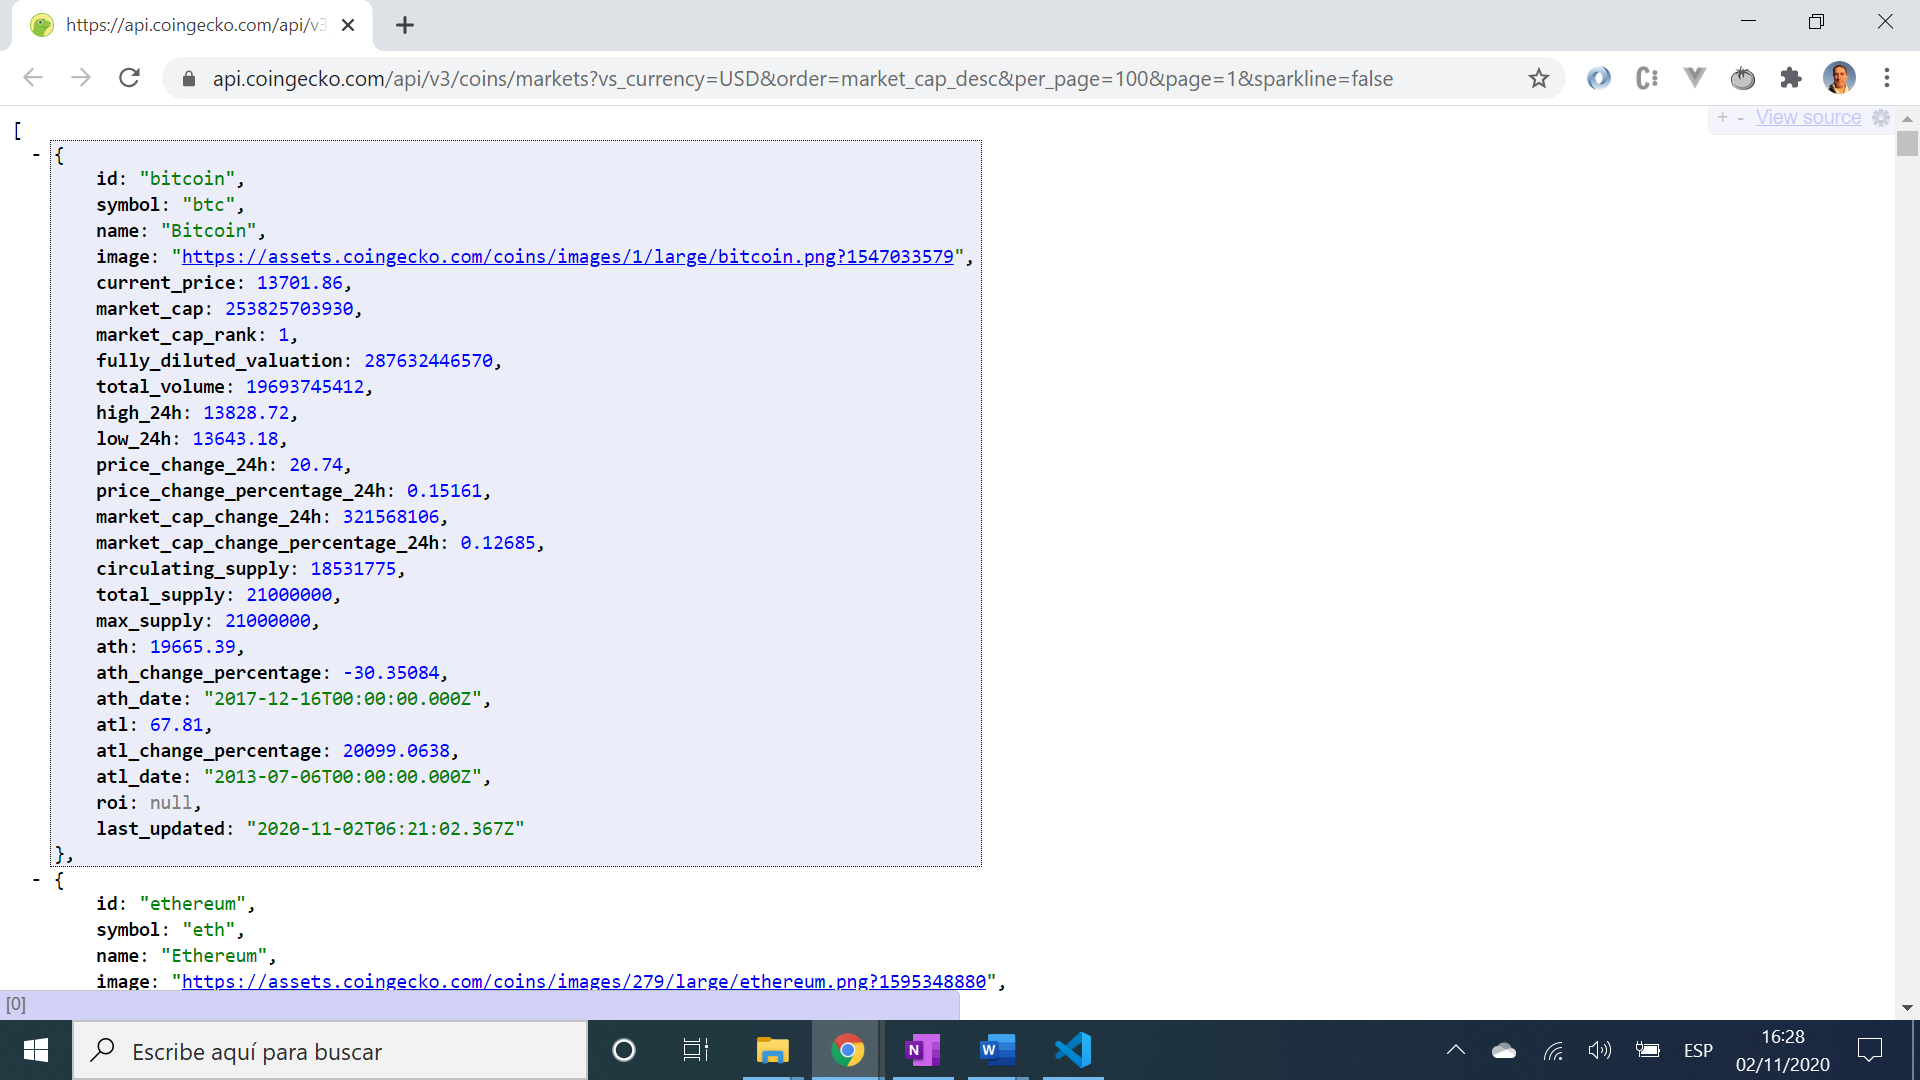 https://api.coingecko.com/api/v3
api.coingecko.com/api/v3/coins/markets?vs_currency=USD&order=market_cap_desc&per_page=100&page=1&sparkline=false
+ - View source
[
- {
id: "bitcoin",
symbol: "btc",
name: "Bitcoin",
image: "https://assets.coingecko.com/coins/images/1/large/bitcoin.png?1547033579",
current_price: 13701.86,
market_cap: 253825703930,
market_cap_rank: 1,
fully_diluted_valuation: 287632446570,
total_volume: 19693745412,
high_24h: 13828.72,
low_24h: 13643.18,
price_change_24h: 20.74,
price_change_percentage_24h: 0.15161,
market_cap_change_24h: 321568106,
market_cap_change_percentage_24h: 0.12685,
circulating_supply: 18531775,
total_supply: 21000000,
max_supply: 21000000,
ath: 19665.39,
ath_change_percentage: -30.35084,
ath_date: "2017-12-16T00:00:00.000Z",
atl: 67.81,
atl_change_percentage: 20099.0638,
atl_date: "2013-07-06T00:00:00.000Z",
roi: null,
last_updated: "2020-11-02T06:21:02.367Z"
},
- {
id: "ethereum",
symbol: "eth",
name: "Ethereum",
image: "https://assets.coingecko.com/coins/images/279/large/ethereum.png?1595348880",
[0]
Escribe aquí para buscar
N
W
ESP
16:28
02/11/2020